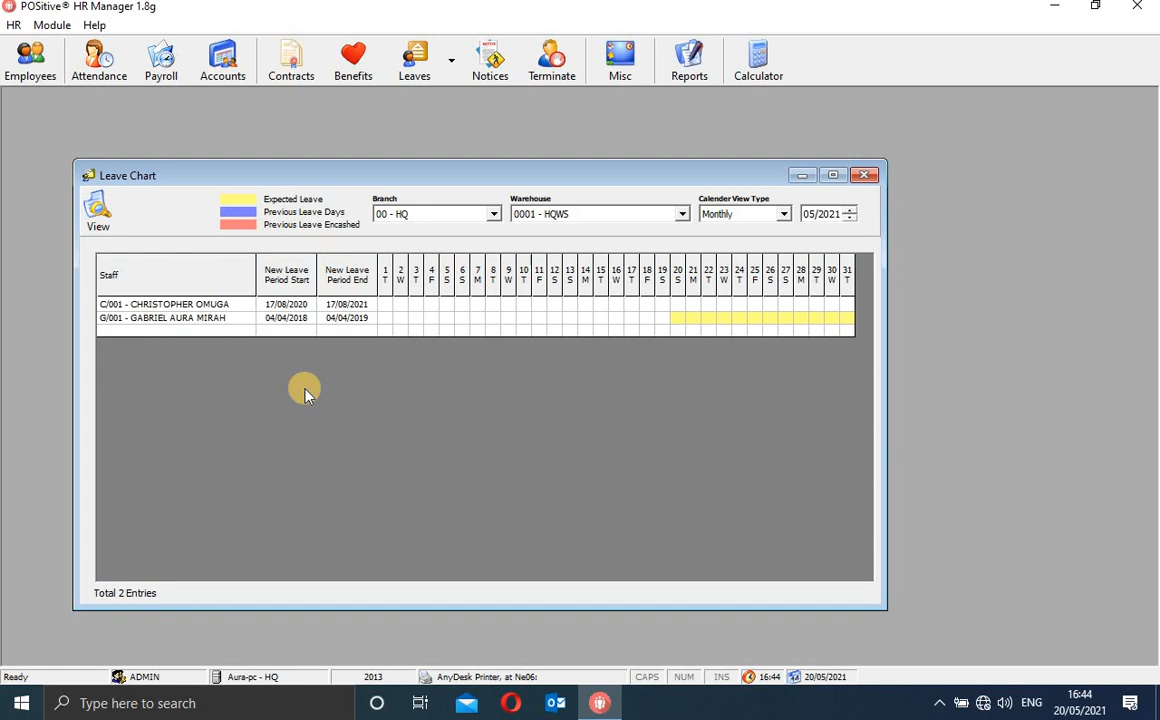 POSitive® HR Manager 1.8g
HR Module Help
Employees Attendance Payroll Accounts Contracts Benefits Leaves Notices Terminate Misc Reports Calculator
Leave Chart
View
Expected Leave
Previous Leave Days
Previous Leave Encashed
Branch
00 - HQ
Warehouse
0001 - HQWS
Calender View Type
Monthly
05/2021
Staff
New Leave Period Start
New Leave Period End
1 2 3 4 5 6 7 8 9 10 11 12 13 14 15 16 17 18 19 20 21 22 23 24 25 26 27 28 29 30 31
T W T F S S M T W T F S S M T W T F S S M T W T F S S M T W T
C/001 - CHRISTOPHER OMUGA 17/08/2020 17/08/2021
G/001 - GABRIEL AURA MIRAH 04/04/2018 04/04/2019
Total 2 Entries
Ready ADMIN Aura-pc - HQ 2013 AnyDesk Printer, at Ne06: CAPS NUM INS 16:44 20/05/2021
Type here to search
ENG
16:44
20/05/2021